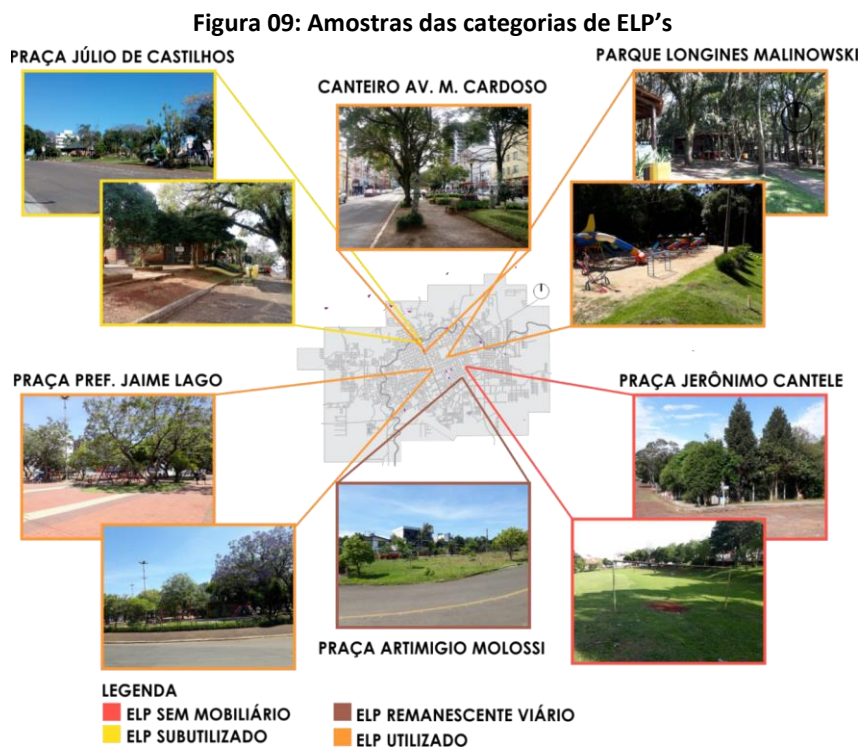 Figura 09: Amostras das categorias de ELP’s
PRAÇA JÚLIO DE CASTILHOS
CANTEIRO AV. M. CARDOSO
PARQUE LONGINES MALINOWSKI
PRAÇA PREF. JAIME LAGO
PRAÇA JERÔNIMO CANTELE
PRAÇA ARTIMIGIO MOLOSSI
LEGENDA
ELP SEM MOBILIÁRIO
ELP REMANESCENTE VIÁRIO
ELP SUBUTILIZADO
ELP UTILIZADO